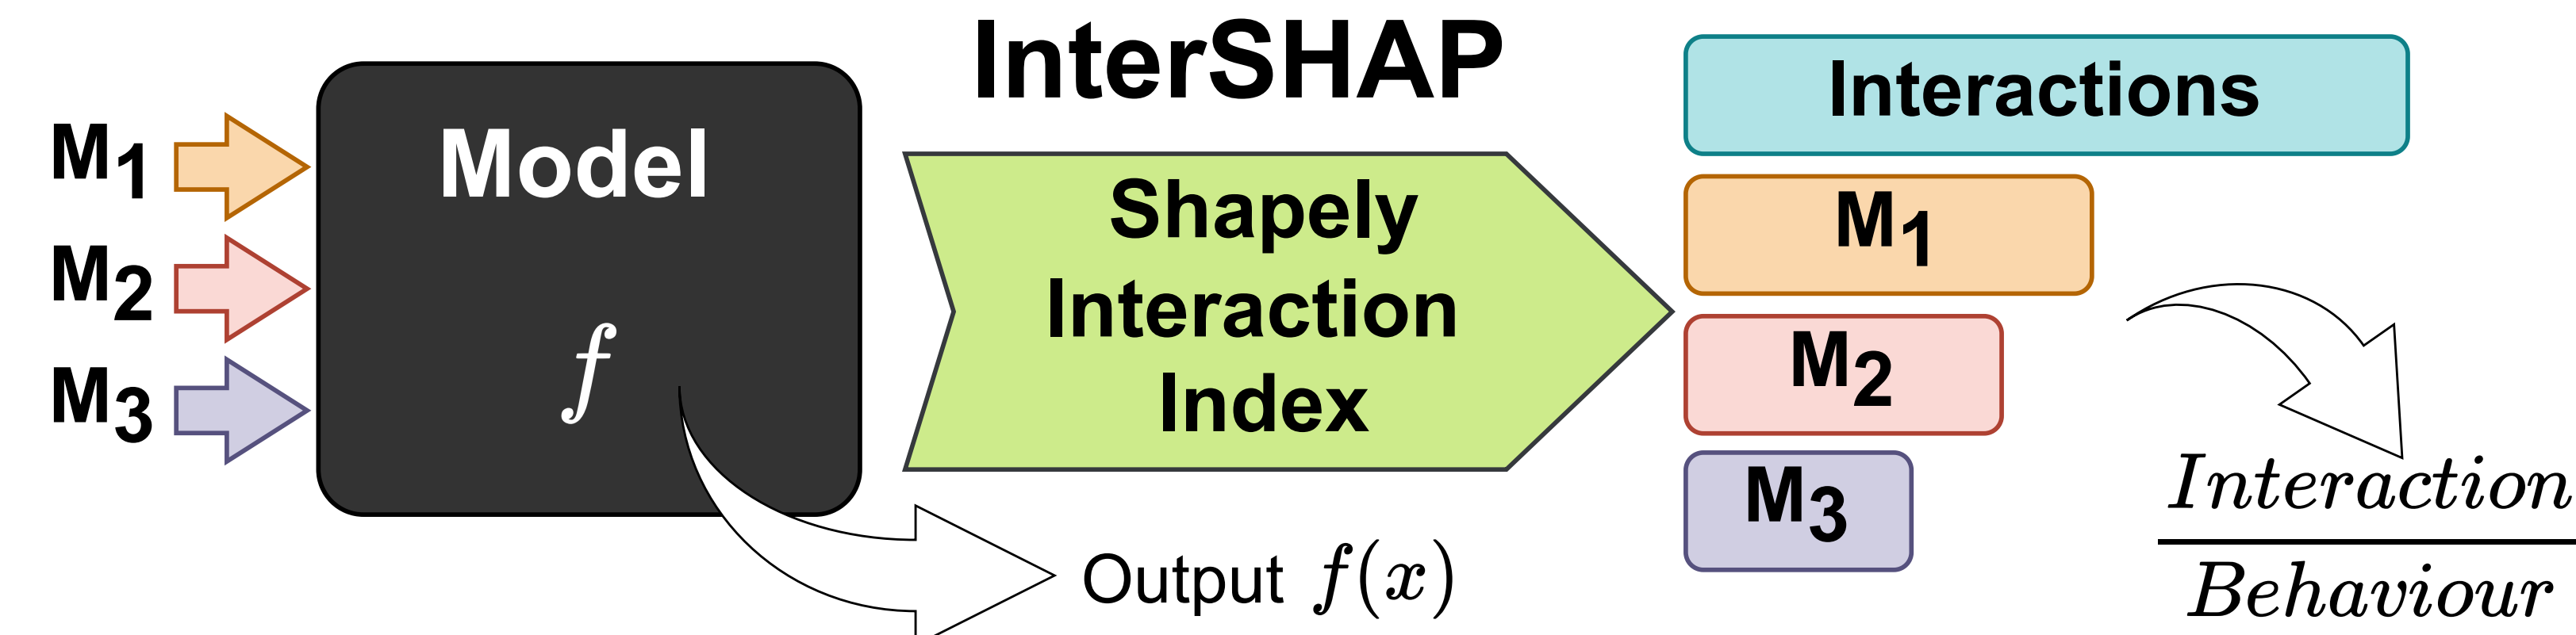 M1
M2
M3
Model
f
InterSHAP
Shapely
Interaction
Index
Output f(x)
Interactions
M1
M2
M3
Interaction
Behaviour